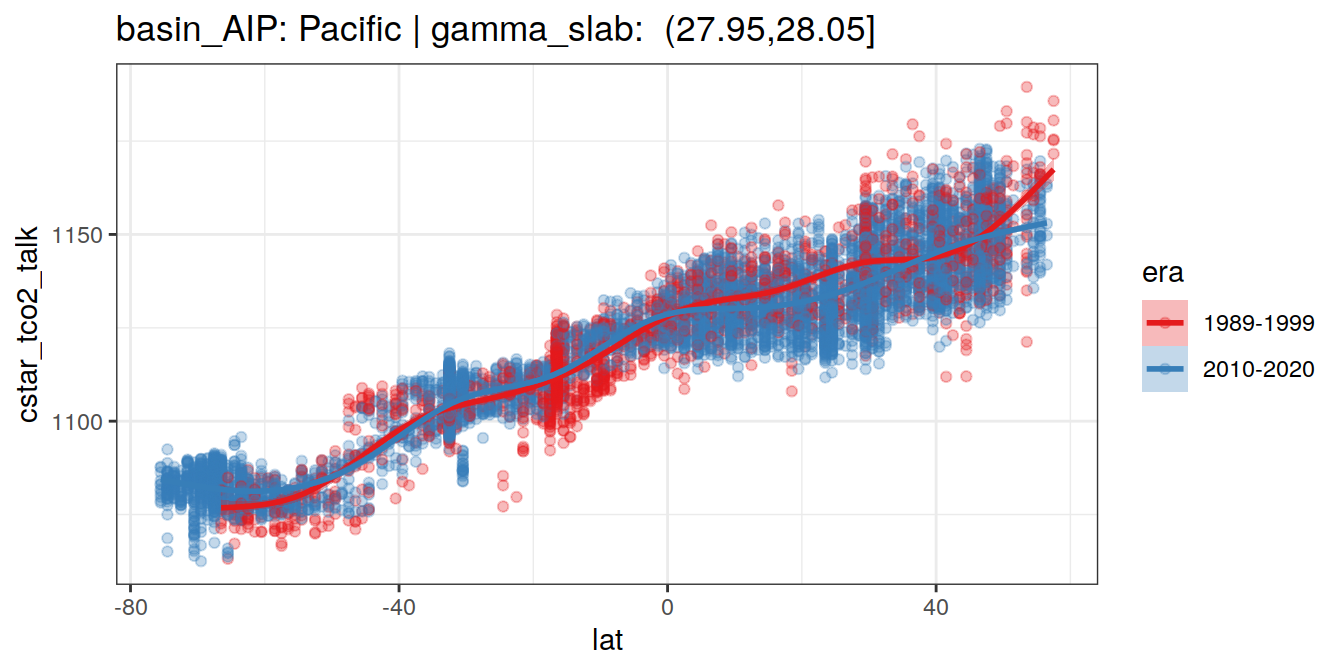 basin_AIP: Pacific | gamma_slab:  (27.95,28.05]
cstar_tco2_talk
1150
1100
-80
-40
0
40
lat
era
1989-1999
2010-2020